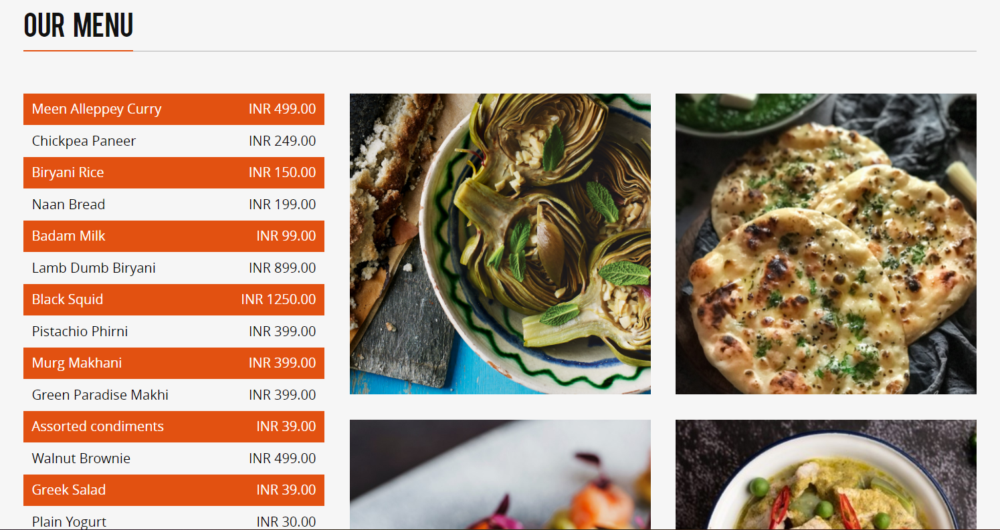 OUR MENU
Meen Alleppey Curry INR 499.00
Chickpea Paneer INR 249.00
Biryani Rice INR 150.00
Naan Bread INR 199.00
Badam Milk INR 99.00
Lamb Dumb Biryani INR 899.00
Black Squid INR 1250.00
Pistachio Phirni INR 399.00
Murg Makhani INR 399.00
Green Paradise Makhi INR 399.00
Assorted condiments INR 39.00
Walnut Brownie INR 499.00
Greek Salad INR 39.00
Plain Yogurt INR 30.00